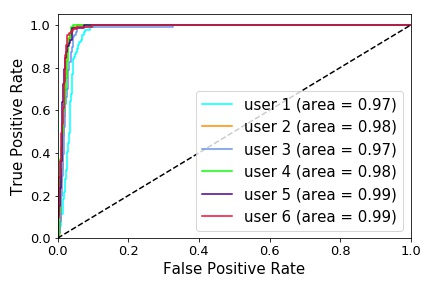 1.0
0.8
0.6
0.4
0.2
0.0
True Positive Rate
user 1 (area = 0.97)
user 2 (area = 0.98)
user 3 (area = 0.97)
user 4 (area = 0.98)
user 5 (area = 0.99)
user 6 (area = 0.99)
0.0 0.2 0.4 0.6 0.8 1.0
False Positive Rate